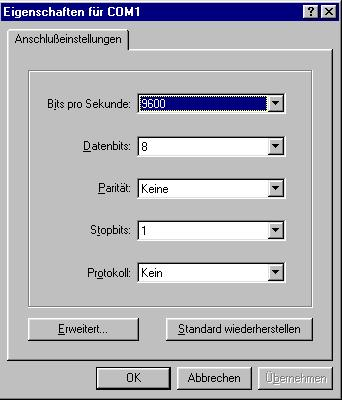 Eigenschaften für COM1
Anschlußeinstellungen
Bits pro Sekunde: 9600
Datenbits: 8
Parität: Keine
Stopbits: 1
Protokoll: Kein
Erweitert... Standard wiederherstellen
OK Abbrechen Übernehmen